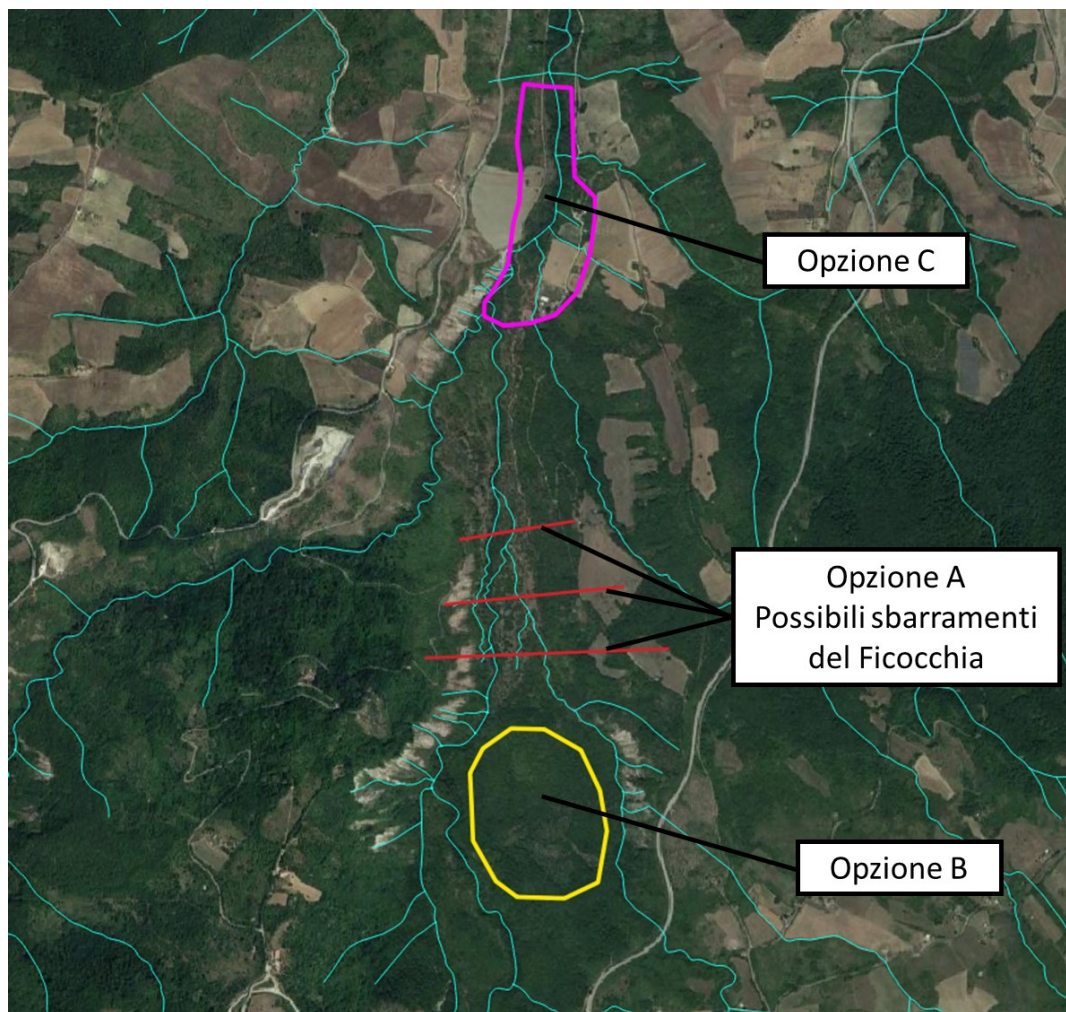 Opzione C
Opzione A
Possibili sbarramenti
del Ficocchia
Opzione B